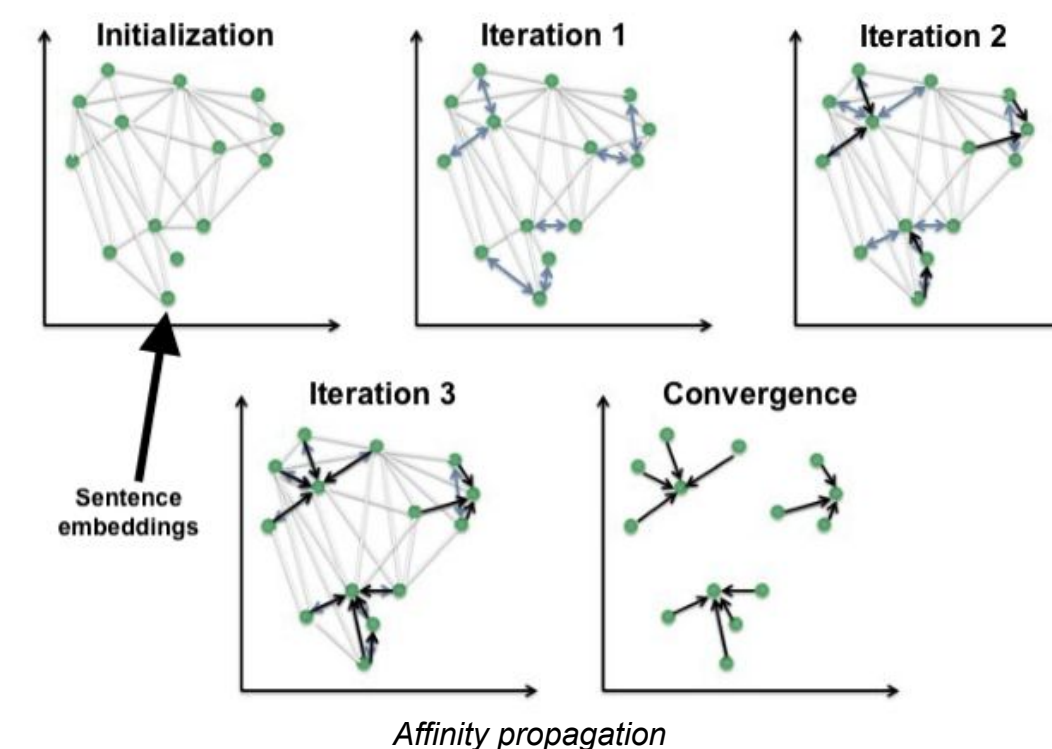 Initialization
Iteration 1
Iteration 2
Iteration 3
Convergence
Sentence
embeddings
Affinity propagation